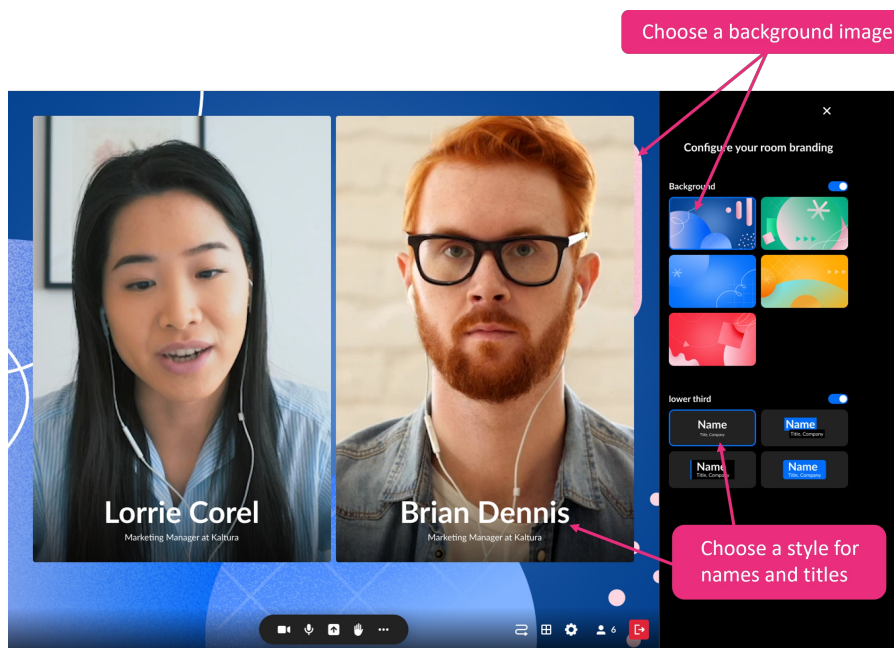 Choose a background image
Configure your room branding
Background
lower third
Name
Title, Company
Name
Title, Company
Name
Title, Company
Name
Title, Company
Lorrie Corel
Marketing Manager at Kaltura
Brian Dennis
Marketing Manager at Kaltura
Choose a style for
names and titles
6